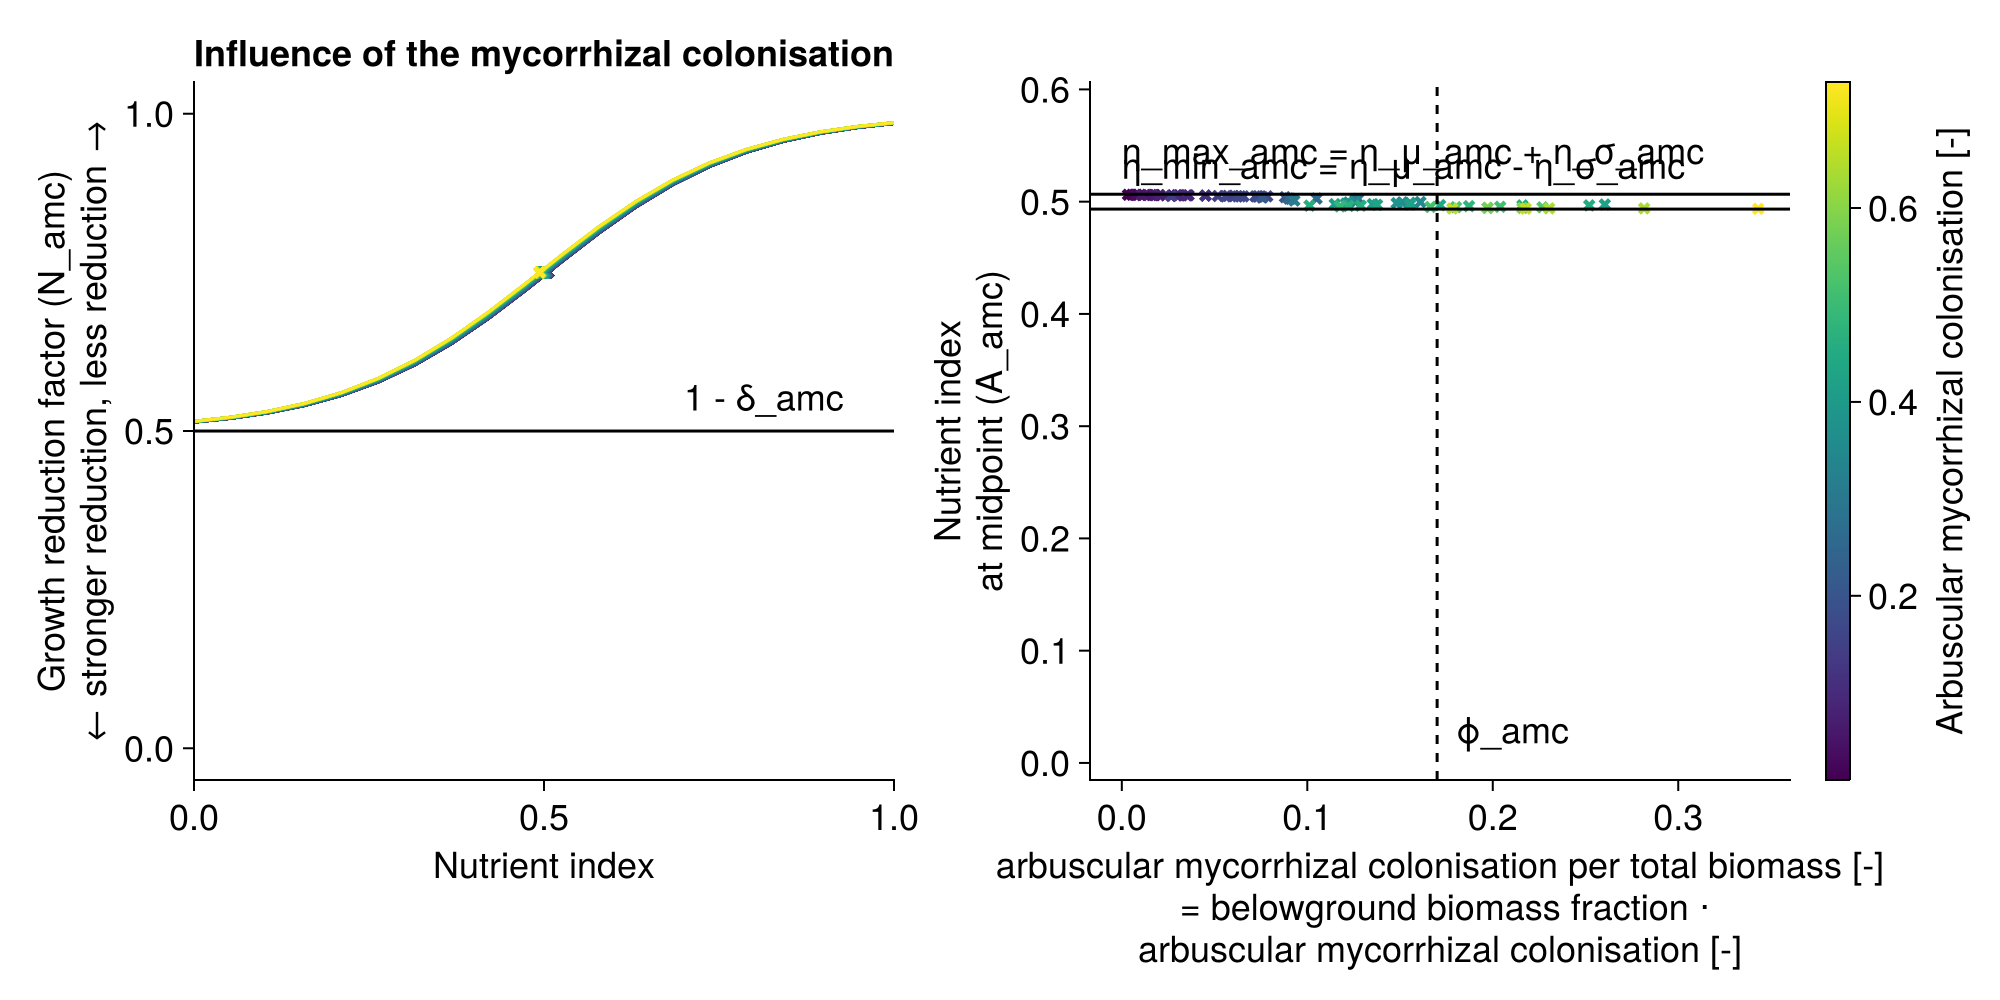 Influence of the mycorrhizal colonisation
Growth reduction factor (N_amc)
← stronger reduction, less reduction →
1.0
0.5
0.0
1 - δ_amc
0.0
0.5
1.0
Nutrient index
Nutrient index
at midpoint (A_amc)
0.6
0.5
0.4
0.3
0.2
0.1
0.0
η_max_amc = η_μ_amc + η_σ_amc
η_min_amc = η_μ_amc - η_σ_amc
ϕ_amc
0.0
0.1
0.2
0.3
arbuscular mycorrhizal colonisation per total biomass [-]
= belowground biomass fraction ⋅
arbuscular mycorrhizal colonisation [-]
0.6
0.4
0.2
Arbuscular mycorrhizal colonisation [-]